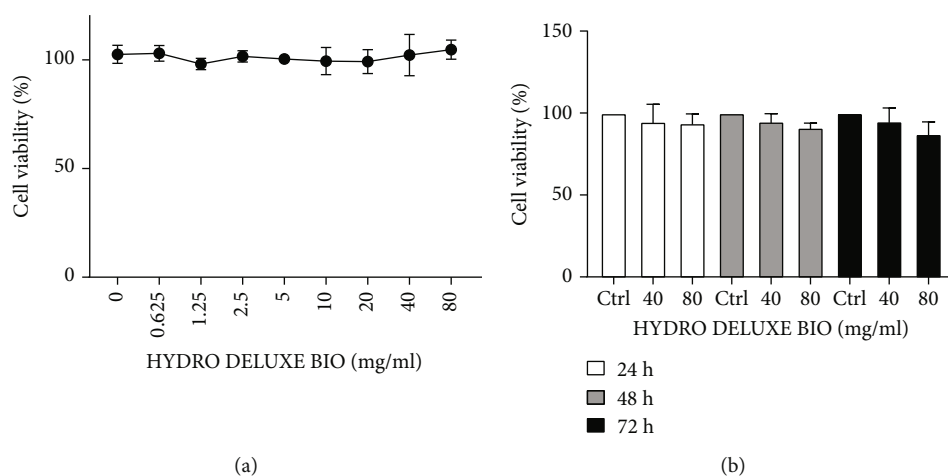 100
50
0
Cell viability (%)
0
0.625
1.25
2.5
5
10
20
40
80
HYDRO DELUXE BIO (mg/ml)
(a)
150
100
50
0
Cell viability (%)
Ctrl 40 80 Ctrl 40 80 Ctrl 40 80
HYDRO DELUXE BIO (mg/ml)
24 h
48 h
72 h
(b)